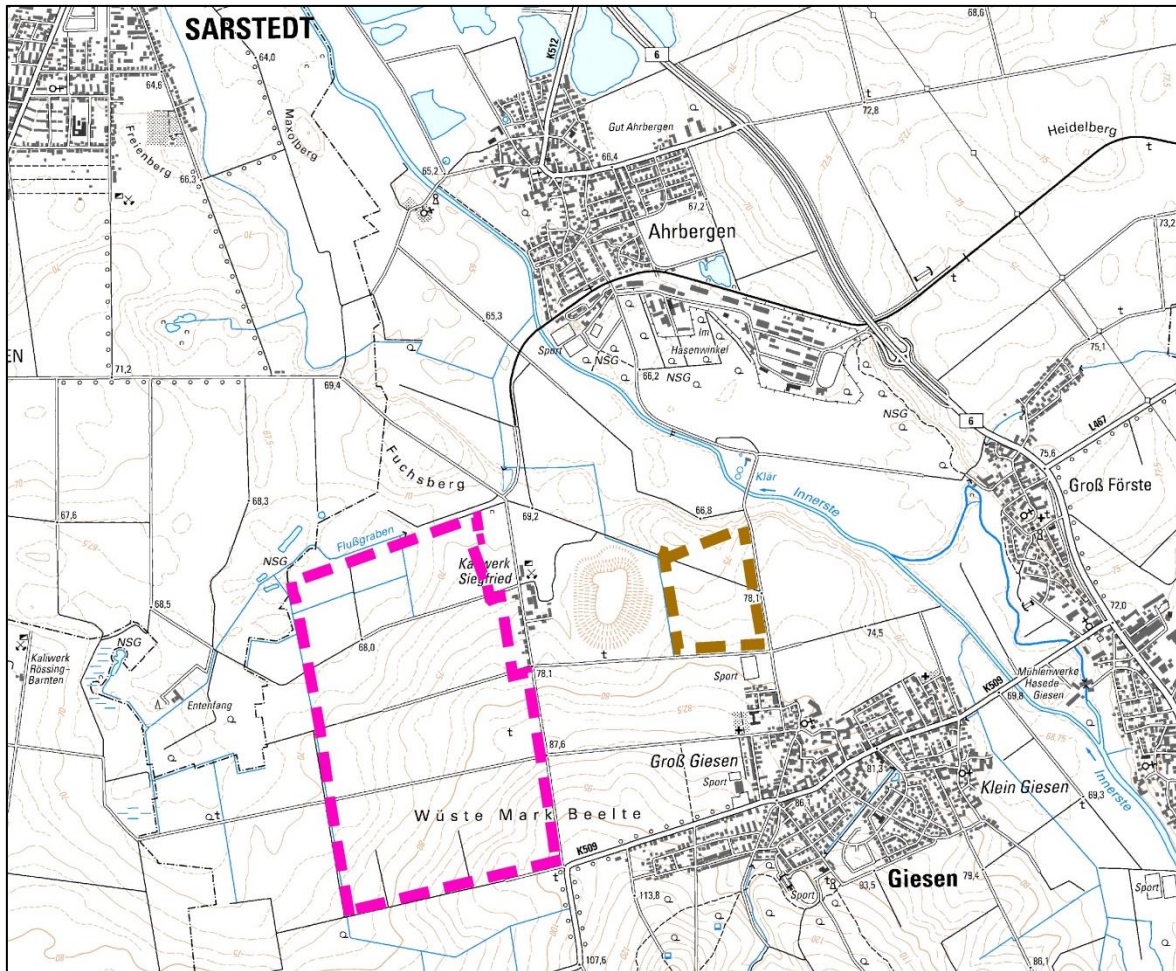 SARSTEDT
K512
6
68,6
64,0
64,6
Freienberg
Maxolberg
66,3
65,2
Gut Ahrbergen
66,4
72,8
Heidelberg
67,2
Ahrbergen
73,2
EN
71,2
69,4
65,3
Sport
NSG
Im
Hasenwinkel
66,2
NSG
NSG
75,1
6
L467
75,6
Groß Förste
Fuchsberg
67,6
68,3
Flußgraben
NSG
69,2
Klär
Innerste
66,8
Kaliwerk
Siegfried
68,5
NSG
Kaliwerk
Rössing-
Barnten
Entenfang
68,0
78,1
78,1
74,5
72,0
Mühlenwerke
Hasede
Giesen
K509
69,8
68,75
Sport
82,5
87,6
Groß Giesen
Sport
81,3
Klein Giesen
69,3
Innerste
Wüste Mark Beelte
K509
86
Giesen
113,8
93,5
79,4
Sport
Sport
107,6
86,1